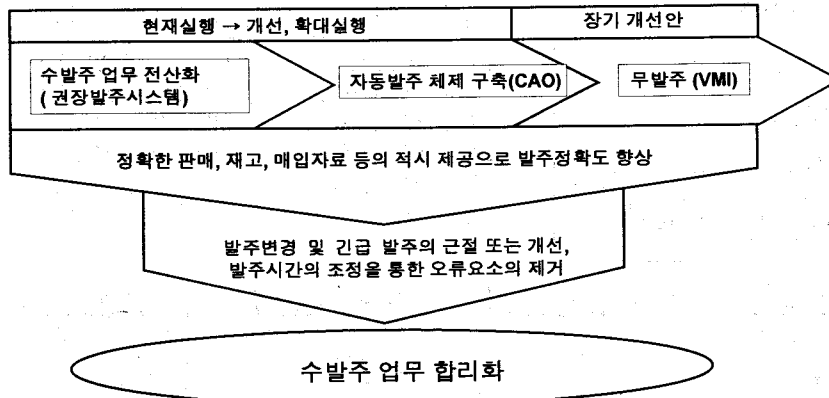 현재실행 → 개선, 확대실행
장기 개선안
수발주 업무 전산화
( 권장발주시스템)
자동발주 체제 구축(CAO)
무발주 (VMI)
정확한 판매, 재고, 매입자료 등의 적시 제공으로 발주정확도 향상
발주변경 및 긴급 발주의 근절 또는 개선,
발주시간의 조정을 통한 오류요소의 제거
수발주 업무 합리화